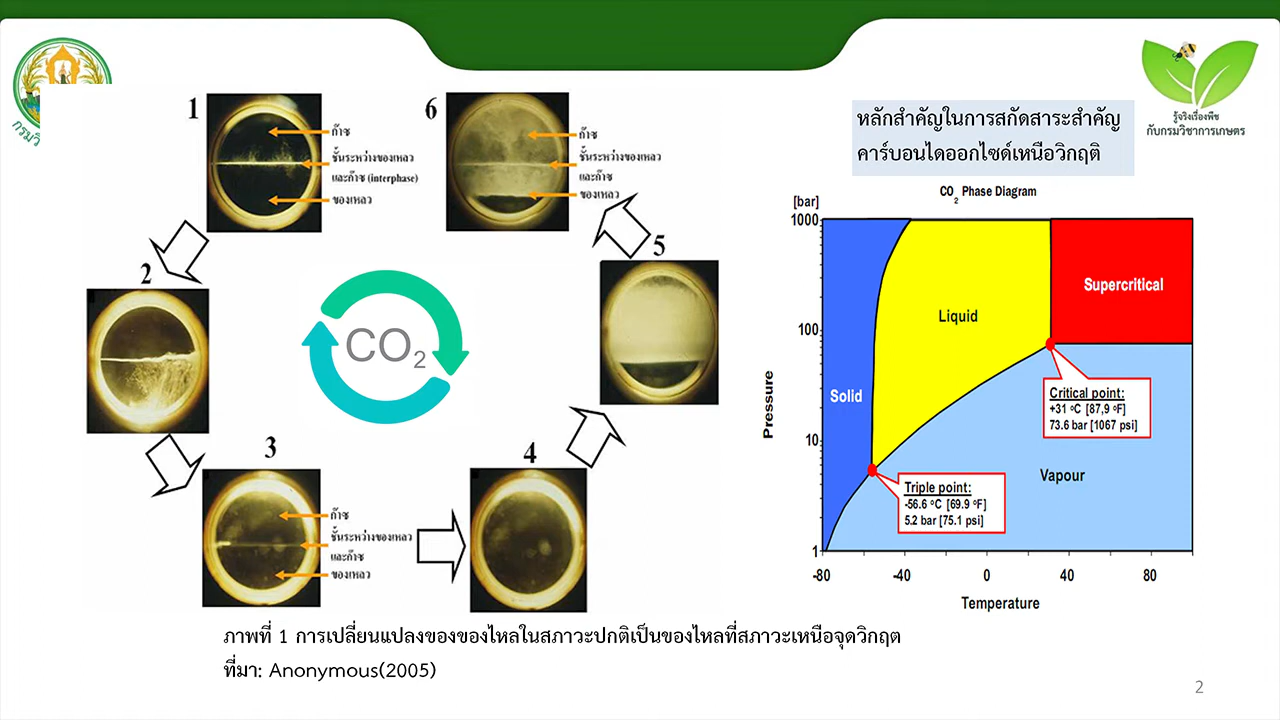 กรมวิ
รู้จริงเรื่องพืช
กับกรมวิชาการเกษตร
หลักสำคัญในการสกัดสาระสำคัญ
คาร์บอนไดออกไซด์เหนือวิกฤติ
1
ก๊าซ
ชั้นระหว่างของเหลว
และก๊าซ (interphase)
ของเหลว
6
ก๊าซ
ชั้นระหว่างของเหลว
และก๊าซ
ของเหลว
2
5
CO2
3
ก๊าซ
ชั้นระหว่างของเหลว
และก๊าซ
ของเหลว
4
CO2 Phase Diagram
[bar]
1000
100
10
1
Pressure
Solid
Liquid
Supercritical
Vapour
Critical point:
+31 ºC [87,9 ºF]
73.6 bar [1067 psi]
Triple point:
-56.6 ºC [69.9 ºF]
5.2 bar [75.1 psi]
-80 -40 0 40 80
Temperature
ภาพที่ 1 การเปลี่ยนแปลงของของไหลในสภาวะปกติเป็นของไหลที่สภาวะเหนือจุดวิกฤต
ที่มา: Anonymous(2005)
2